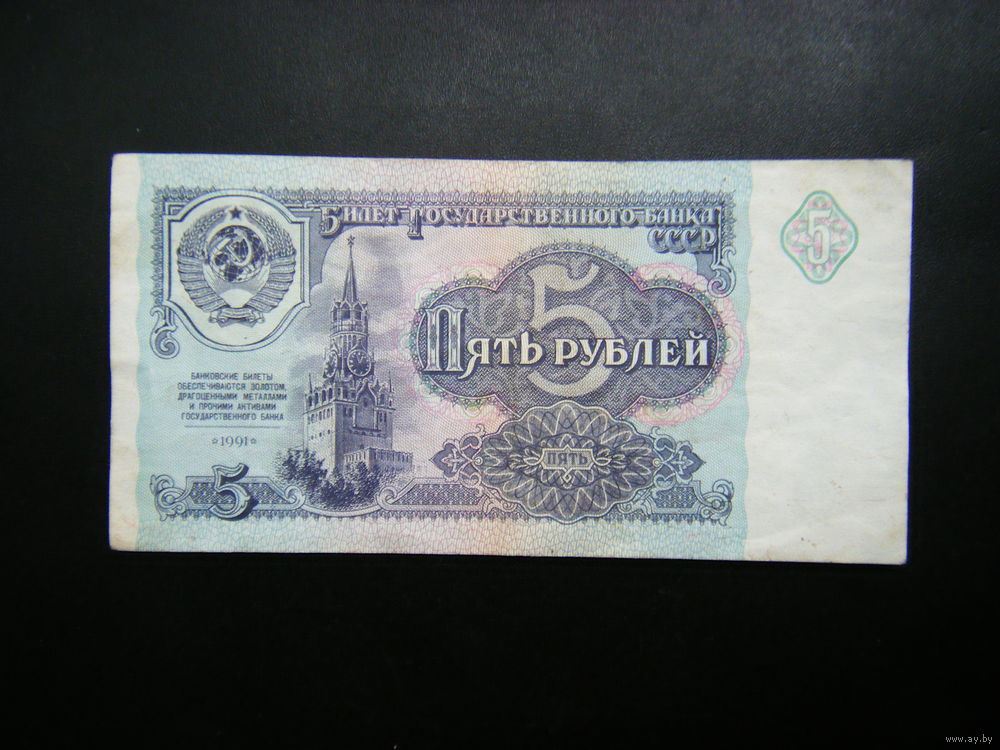 Билет Государственного Банка
СССР
5
5
Пять рублей
Банковские билеты
обеспечиваются золотом,
драгоценными металлами
и прочими активами
Государственного банка
1991
пять
5
www.ay.by